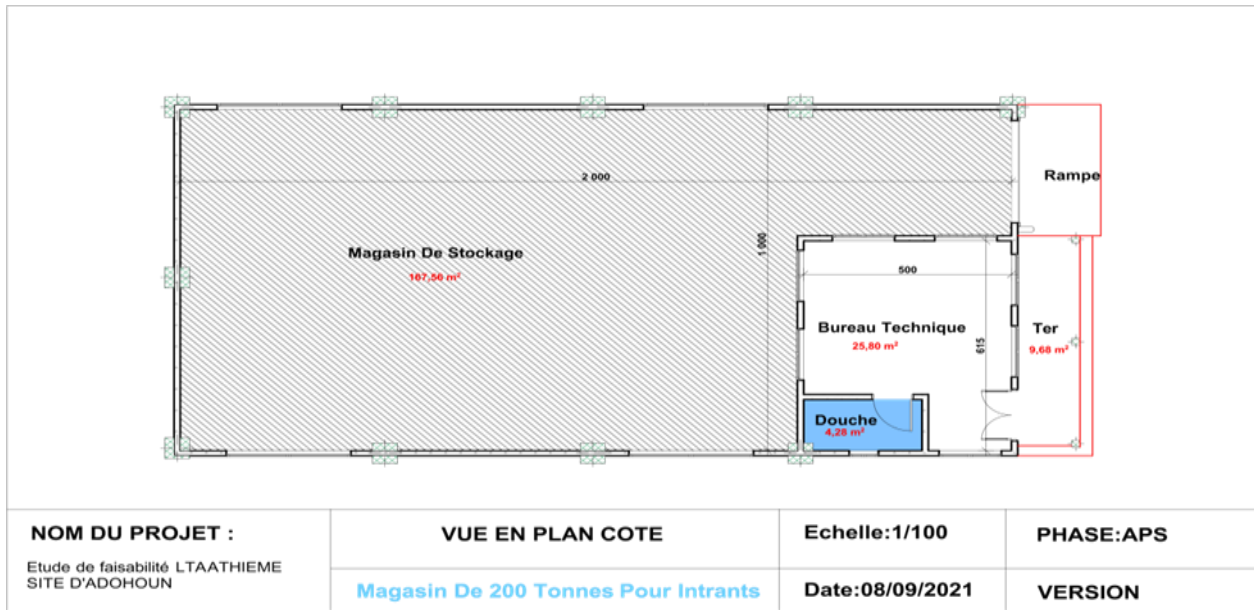 2 000
Rampe
Magasin De Stockage
167,56 m²
1 000
500
Bureau Technique
25,80 m²
615
Ter
9,68 m²
Douche
4,28 m²
NOM DU PROJET :
Etude de faisabilité LTAATHIEME
SITE D'ADOHOUN
VUE EN PLAN COTE
Magasin De 200 Tonnes Pour Intrants
Echelle:1/100
Date:08/09/2021
PHASE:APS
VERSION